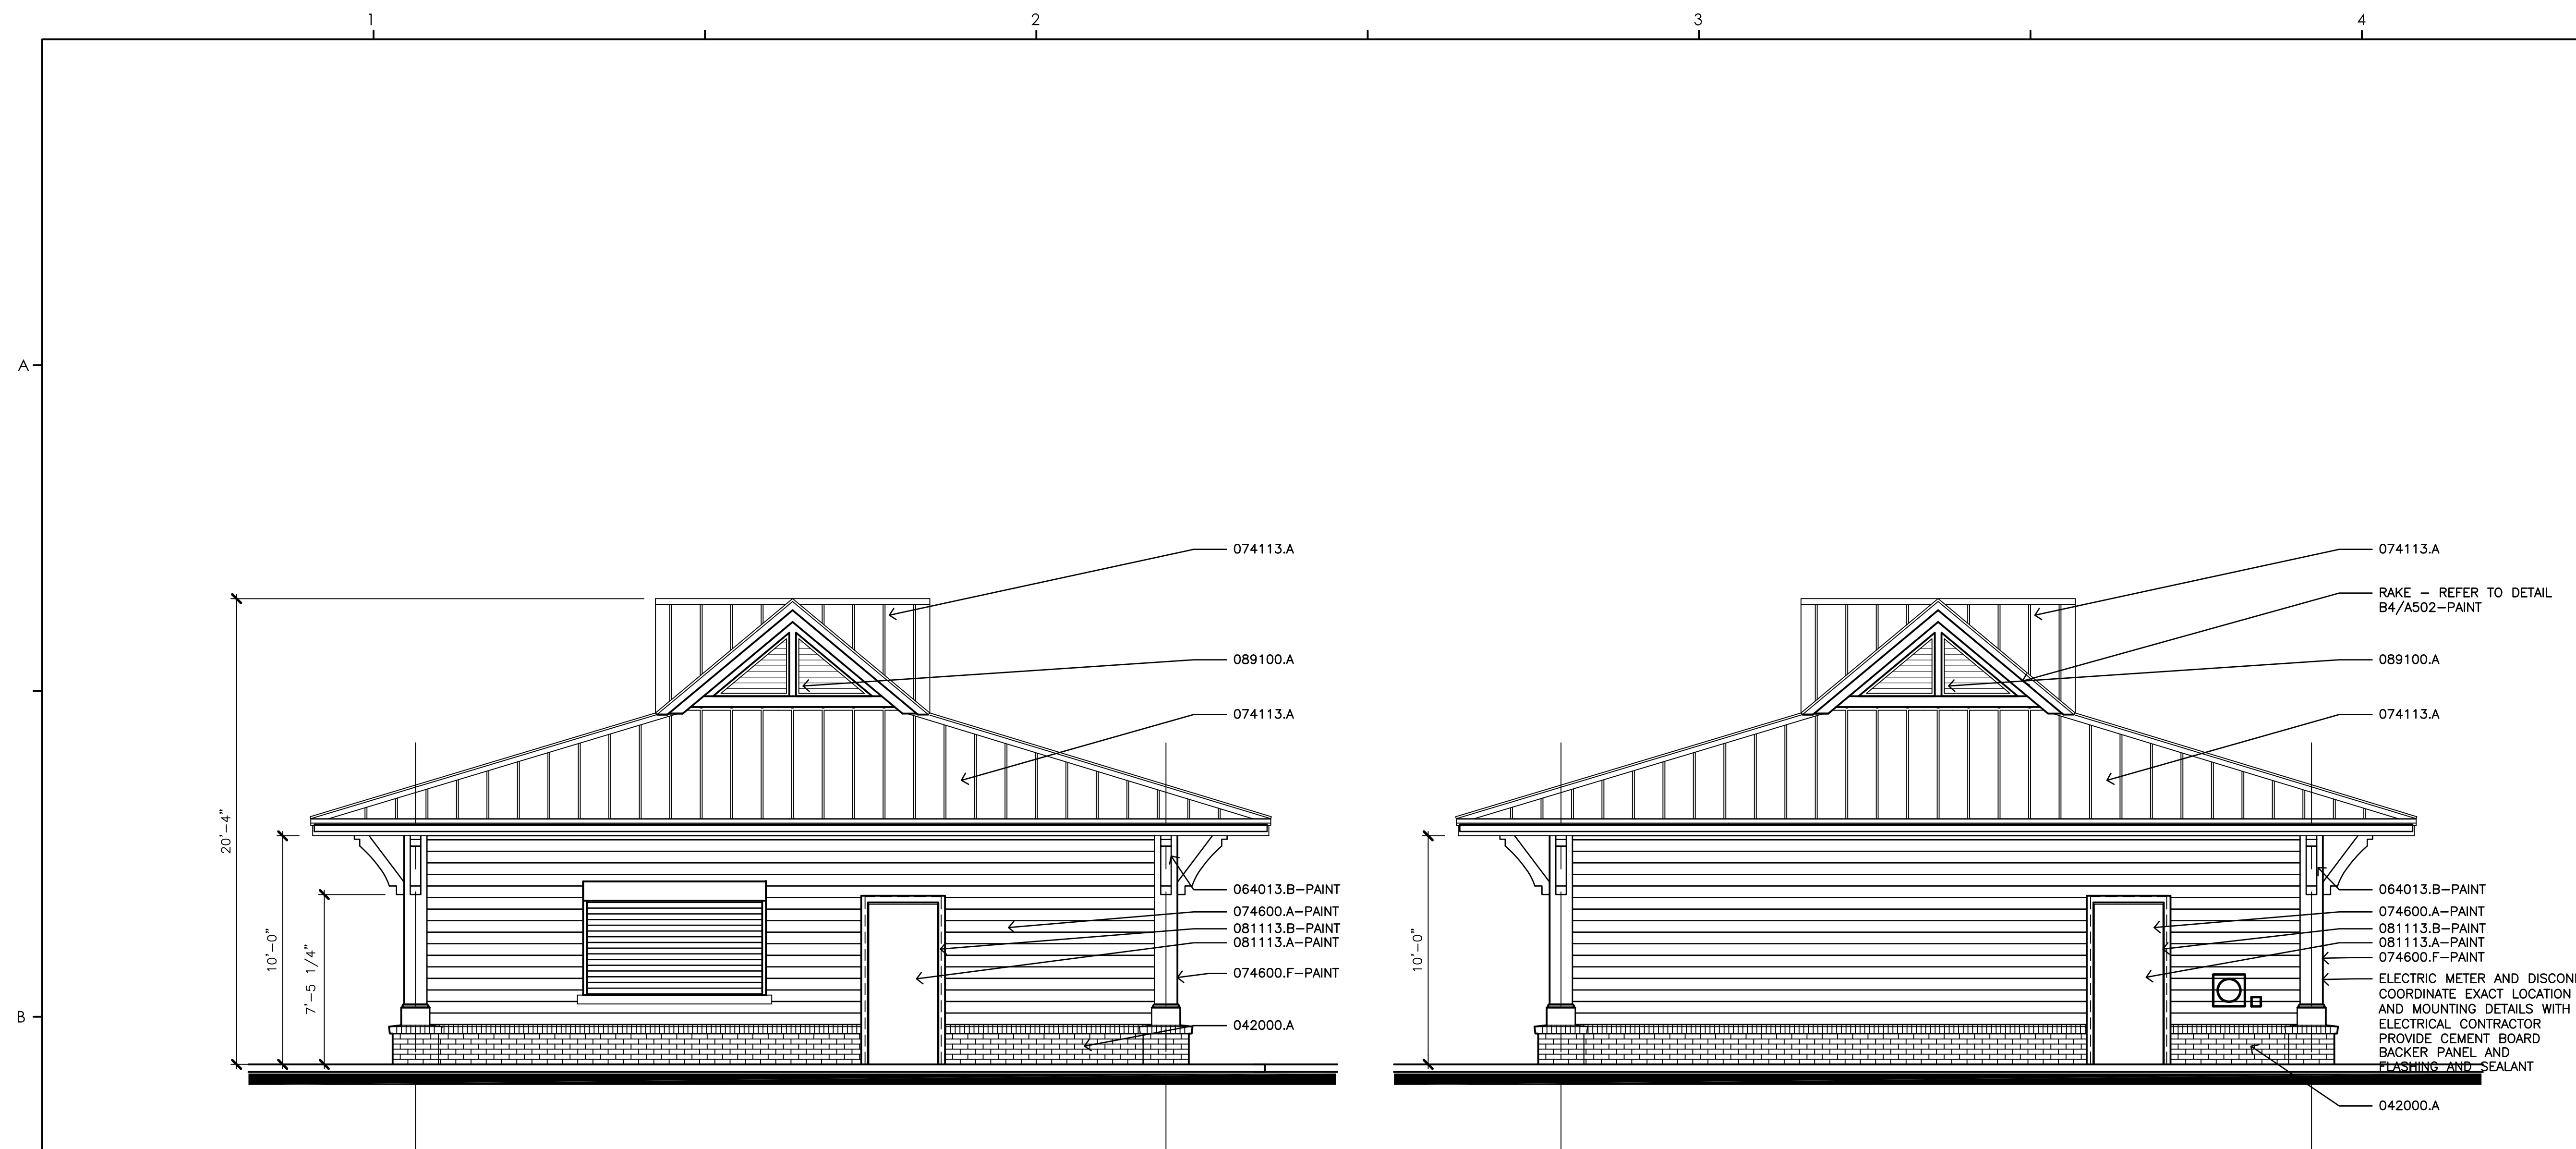 1
2
3
4
A
B
20'-4"
10'-0"
7'-5 1/4"
074113.A
089100.A
074113.A
064013.B-PAINT
074600.A-PAINT
081113.B-PAINT
081113.A-PAINT
074600.F-PAINT
042000.A
10'-0"
074113.A
RAKE - REFER TO DETAIL
B4/A502-PAINT
089100.A
074113.A
064013.B-PAINT
074600.A-PAINT
081113.B-PAINT
081113.A-PAINT
074600.F-PAINT
ELECTRIC METER AND
COORDINATE EXACT LOCATION
AND MOUNTING DETAILS WITH
ELECTRICAL CONTRACTOR
PROVIDE CEMENT BOARD
BACKER PANEL AND
FLASHING AND SEALANT
042000.A